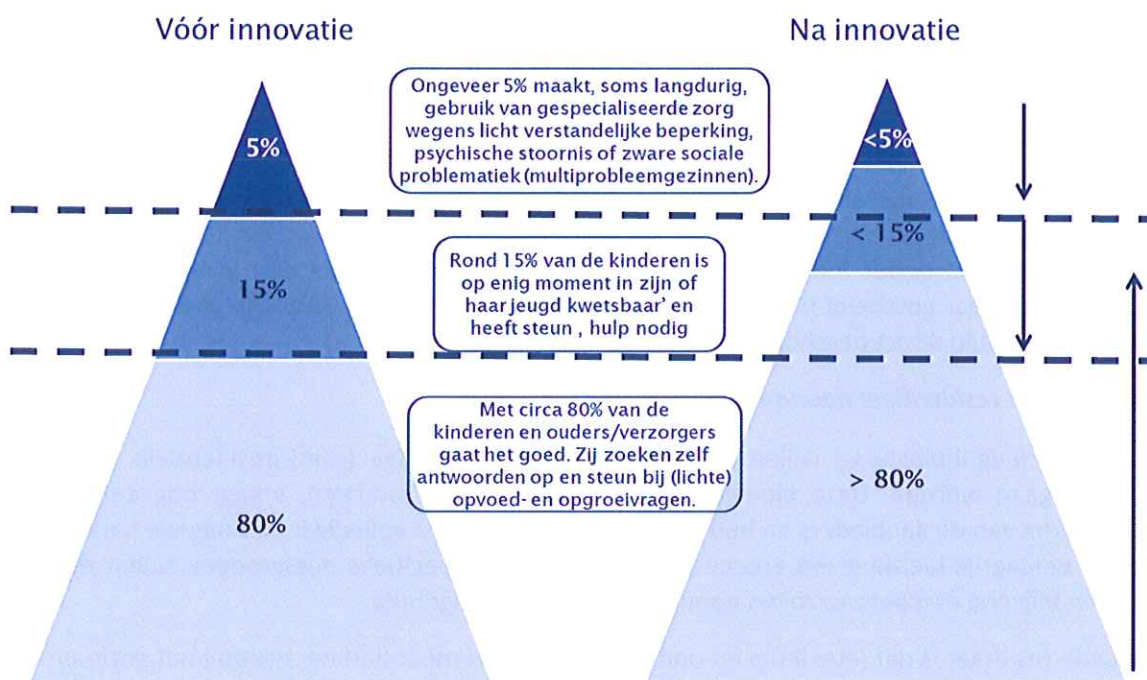 Vóór innovatie
Na innovatie
Ongeveer 5% maakt, soms langdurig,
gebruik van gespecialiseerde zorg
wegens licht verstandelijke beperking,
psychische stoornis of zware sociale
problematiek (multiprobleemgezinnen).
5%
<5%
Rond 15% van de kinderen is
op enig moment in zijn of
haar jeugd kwetsbaar' en
heeft steun , hulp nodig
15%
< 15%
Met circa 80% van de
kinderen en ouders/verzorgers
gaat het goed. Zij zoeken zelf
antwoorden op en steun bij (lichte)
opvoed- en opgroeivragen.
80%
> 80%